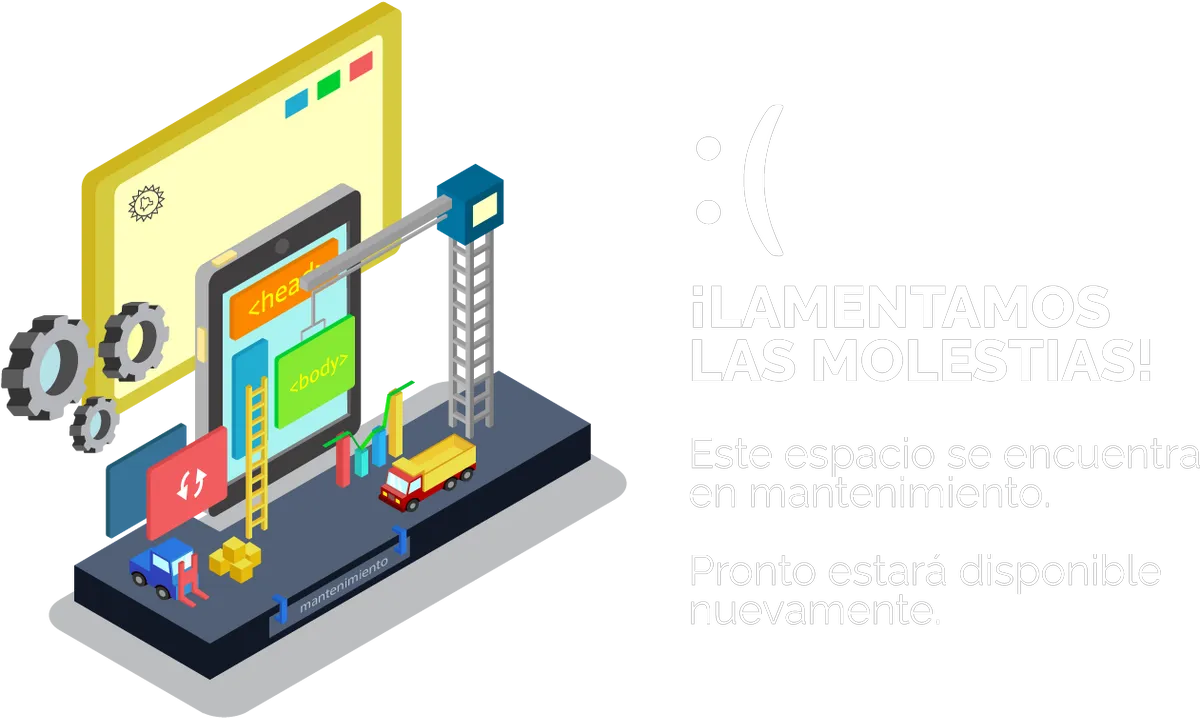 <head>
<body>
mantenimiento
:(
¡LAMENTAMOS
LAS MOLESTIAS!
Este espacio se encuentra
en mantenimiento.
Pronto estará disponible
nuevamente.